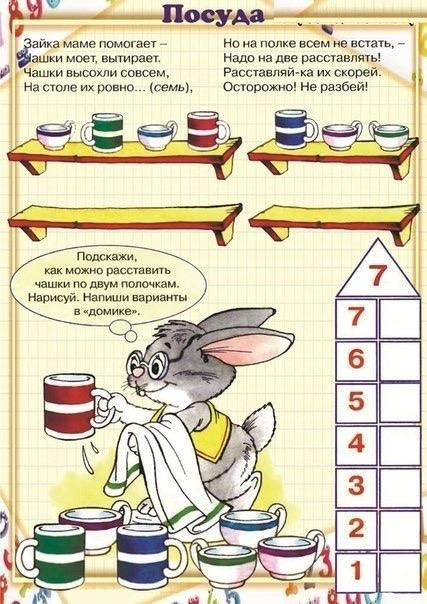 Посуда
Зайка маме помогает –
Чашки моет, вытирает.
Чашки высохли совсем,
На столе их ровно... (семь),
Но на полке всем не встать, –
Надо на две расставлять!
Расставляй-ка их скорей.
Осторожно! Не разбей!
Подскажи,
как можно расставить
чашки по двум полочкам.
Нарисуй. Напиши варианты
в «домике».
7
7
6
5
4
3
2
1